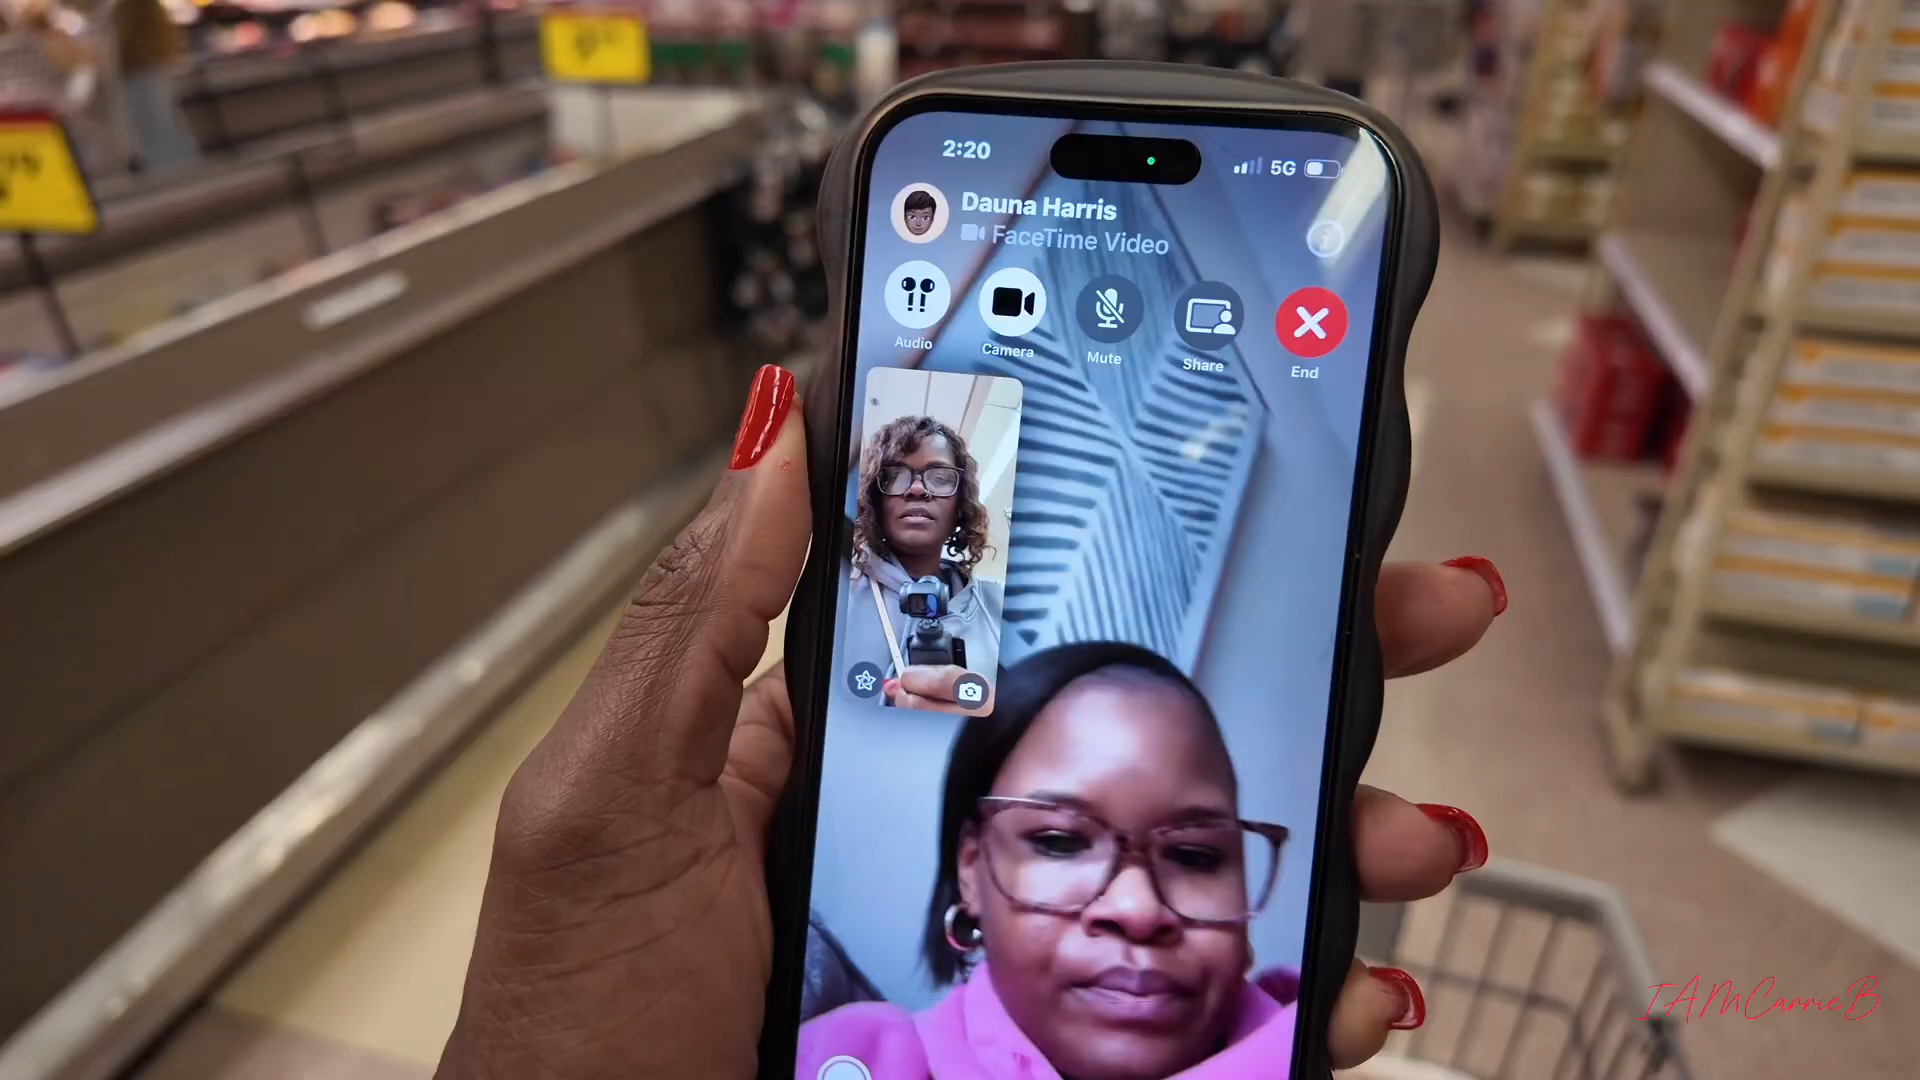 2:20
5G
Dauna Harris
FaceTime Video
Audio
Camera
Mute
Share
End
IAMCarrieB